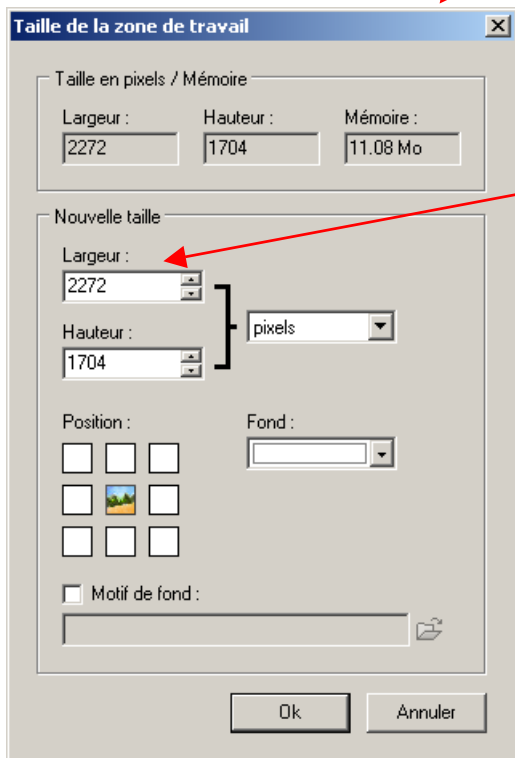 Taille de la zone de travail
Taille en pixels / Mémoire
Largeur : Hauteur : Mémoire :
2272 1704 11.08 Mo
Nouvelle taille
Largeur :
2272
pixels
Hauteur :
1704
Position : Fond :
Motif de fond :
Ok Annuler